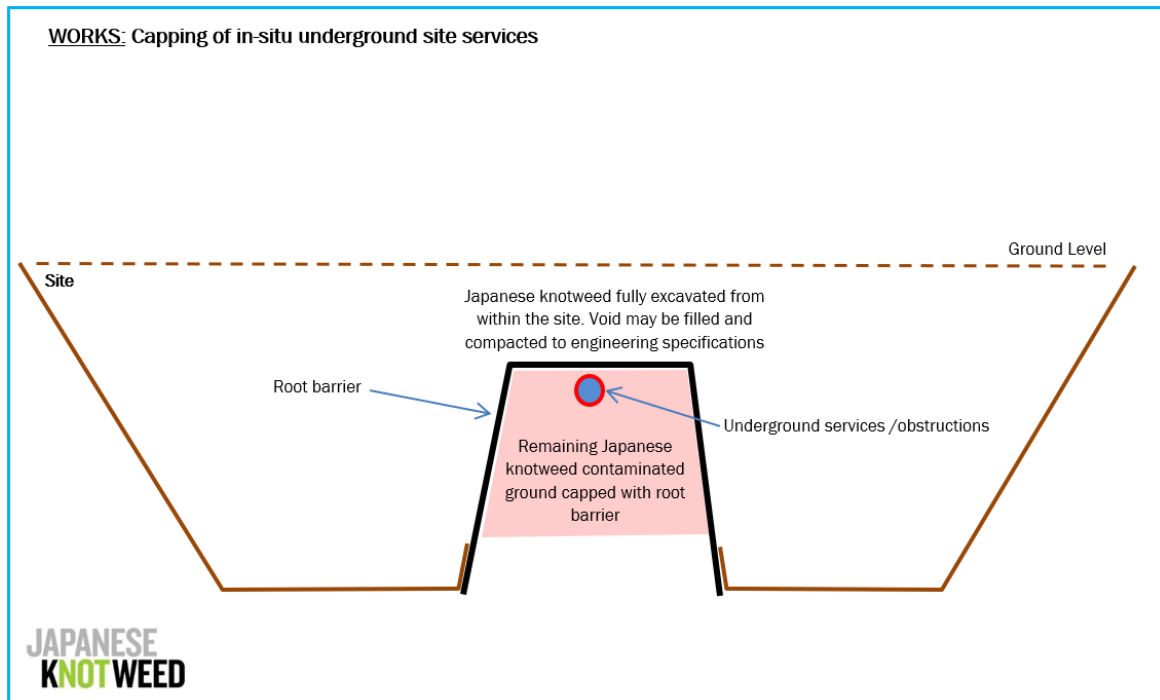 WORKS: Capping of in-situ underground site services
Ground Level
Site
Japanese knotweed fully excavated from
within the site. Void may be filled and
compacted to engineering specifications
Root barrier
Underground services /obstructions
Remaining Japanese
knotweed contaminated
ground capped with root
barrier
JAPANESE
KNOTWEED